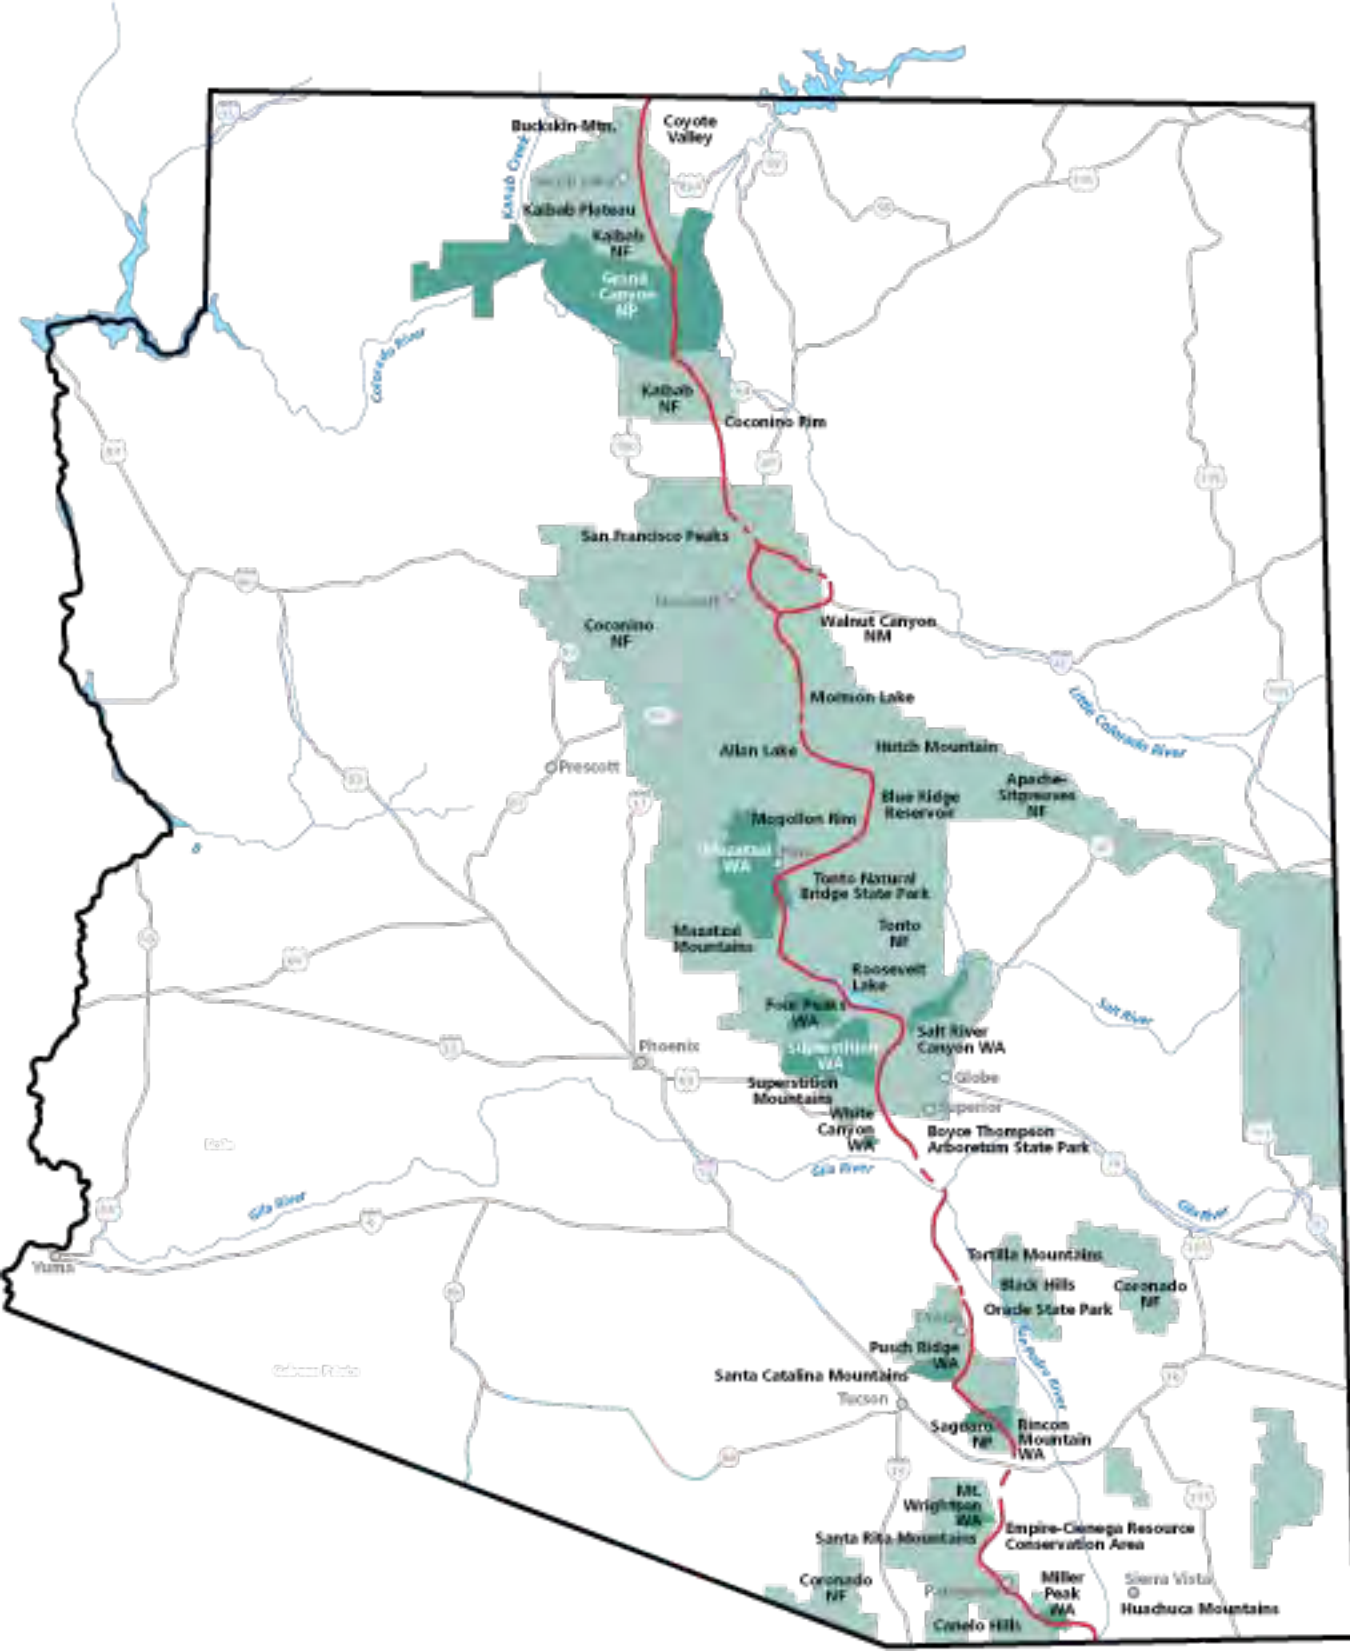 Buckskin Mtn.
Coyote
Valley
Kanab Creek
Kaibab Plateau
Kaibab
NF
Grand
Canyon
NP
Colorado River
Kaibab
NF
Coconino Rim
San Francisco Peaks
Coconino
NF
Walnut Canyon
NM
Mormon Lake
Little Colorado River
Allan Lake
Hutch Mountain
Prescott
Apache-
Sitgreaves
NF
Blue Ridge
Reservoir
Mogollon Rim
Mazatzal
WA
Tonto Natural
Bridge State Park
Mazatzal
Mountains
Tonto
NF
Roosevelt
Lake
Four Peaks
WA
Salt River
Salt River
Canyon WA
Superstition
WA
Phoenix
Globe
Superstition
Mountains
Superior
White
Canyon
WA
Boyce Thompson
Arboretum State Park
Gila River
Gila River
Gila River
Yuma
Tortilla Mountains
Black Hills
Coronado
NF
Oracle State Park
San Pedro River
Pusch Ridge
WA
Santa Catalina Mountains
Tucson
Saguaro
NP
Rincon
Mountain
WA
Mt.
Wrightson
WA
Empire-Cienega Resource
Conservation Area
Santa Rita Mountains
Coronado
NF
Miller
Peak
WA
Sierra Vista
Huachuca Mountains
Canelo Hills